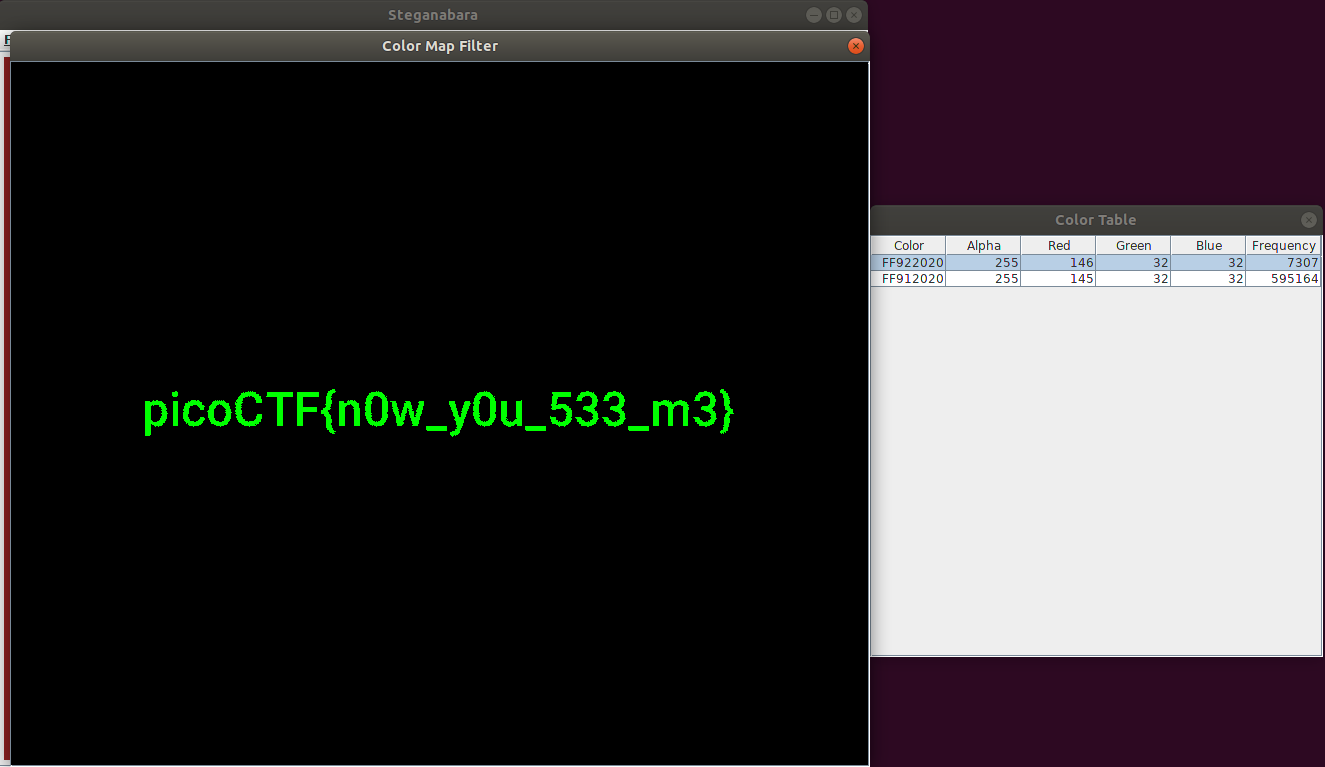 Steganabara
Color Map Filter
Color Table
Color Alpha Red Green Blue Frequency
FF922020 255 146 32 32 7307
FF912020 255 145 32 32 595164
picoCTF{n0w_y0u_533_m3}